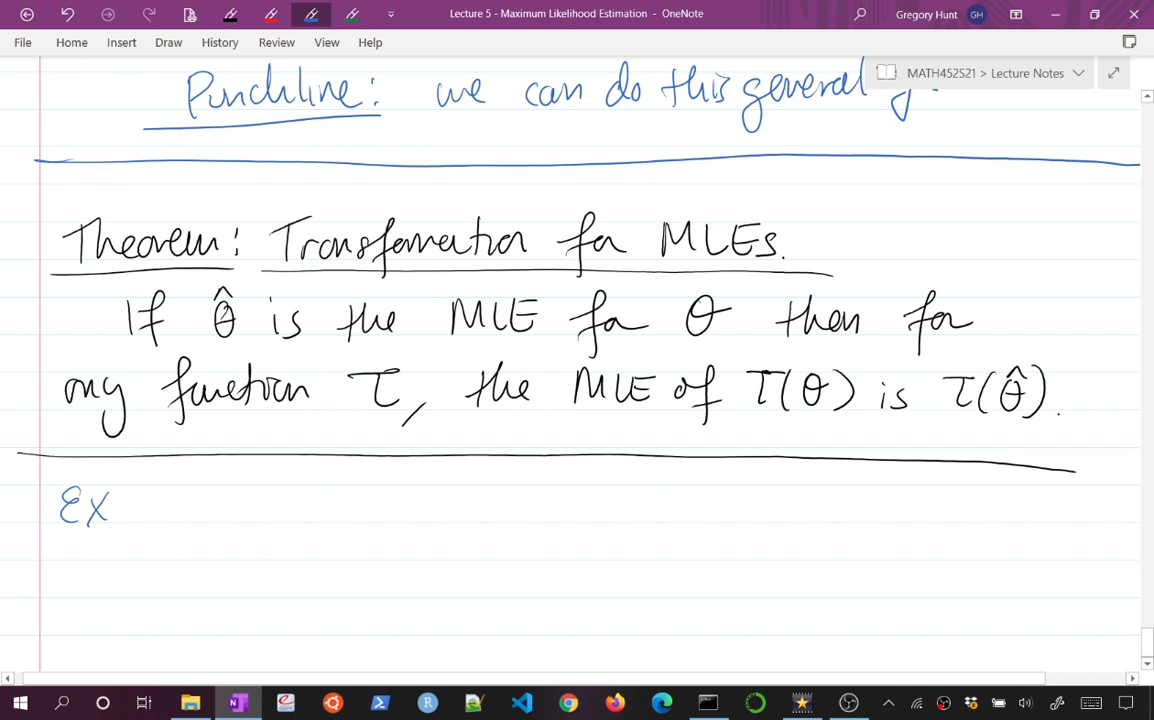 Lecture 5 - Maximum Likelihood Estimation - OneNote
Gregory Hunt GH
File Home Insert Draw History Review View Help
MATH452S21 > Lecture Notes
Punchline: we can do this generally.
Theorem: Transformation for MLEs.
If θ̂ is the MLE for θ then for
any function τ, the MLE of τ(θ) is τ(θ̂).
EX